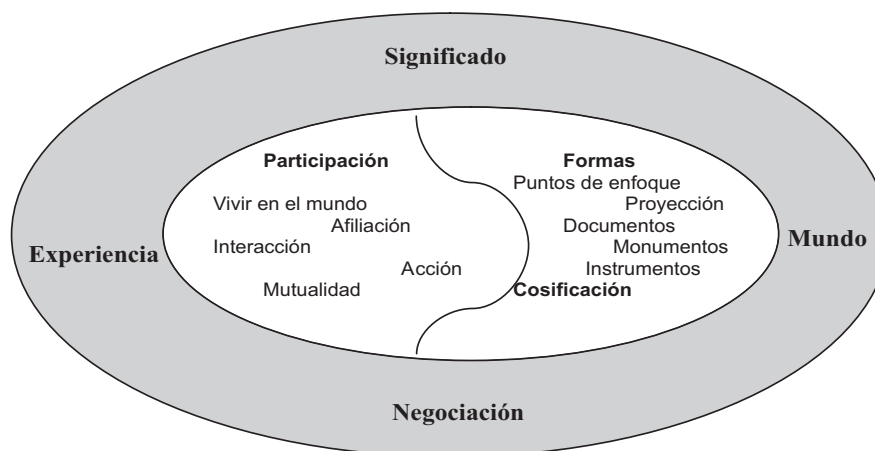 Significado
Participación
Formas
Puntos de enfoque
Vivir en el mundo
Proyección
Afiliación
Documentos
Interacción
Monumentos
Experiencia
Mundo
Acción
Instrumentos
Mutualidad
Cosificación
Negociación